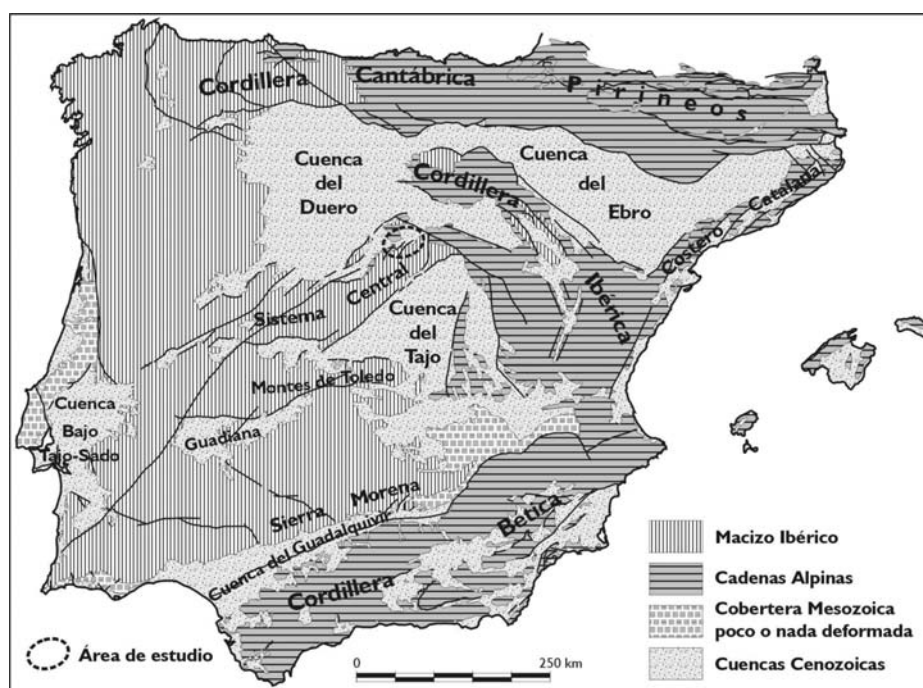 Cordillera Cantábrica
Pirineos
Cuenca
del
Duero
Cordillera
Ibérica
Cuenca
del
Ebro
Costero Catalana
Sistema Central
Cuenca
del
Tajo
Montes de Toledo
Cuenca
Bajo
Tajo-Sado
Guadiana
Sierra Morena
Cuenca del Guadalquivir
Cordillera Betica
Macizo Ibérico
Cadenas Alpinas
Cobertera Mesozoica
poco o nada deformada
Cuencas Cenozoicas
Área de estudio
0 250 km